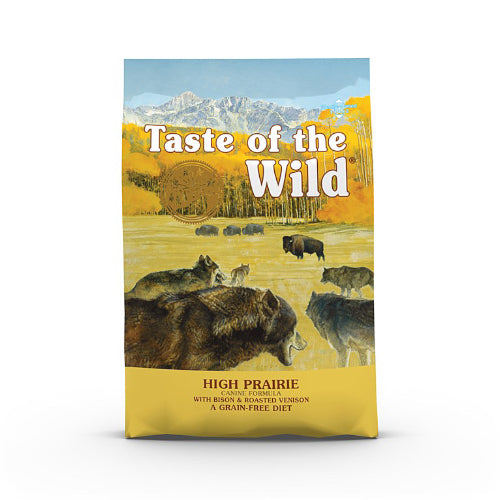 Taste of the
Wild®
HIGH PRAIRIE
CANINE FORMULA
WITH BISON & ROASTED VENISON
A GRAIN-FREE DIET